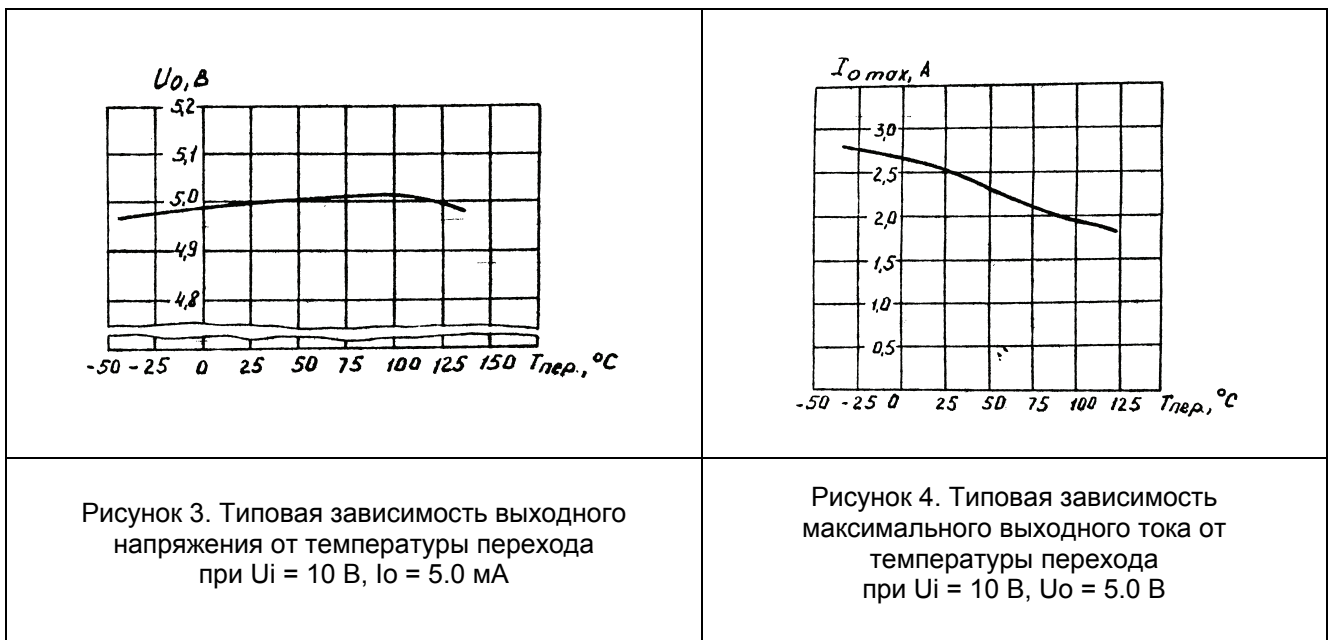 Uo, В
5,2
5,1
5,0
4,9
4,8
-50 -25 0 25 50 75 100 125 150 Tпер., °C
Рисунок 3. Типовая зависимость выходного
напряжения от температуры перехода
при Ui = 10 В, Io = 5.0 мА
Io max, А
3,0
2,5
2,0
1,5
1,0
0,5
-50 -25 0 25 50 75 100 125 Tпер., °C
Рисунок 4. Типовая зависимость
максимального выходного тока от
температуры перехода
при Ui = 10 В, Uo = 5.0 В